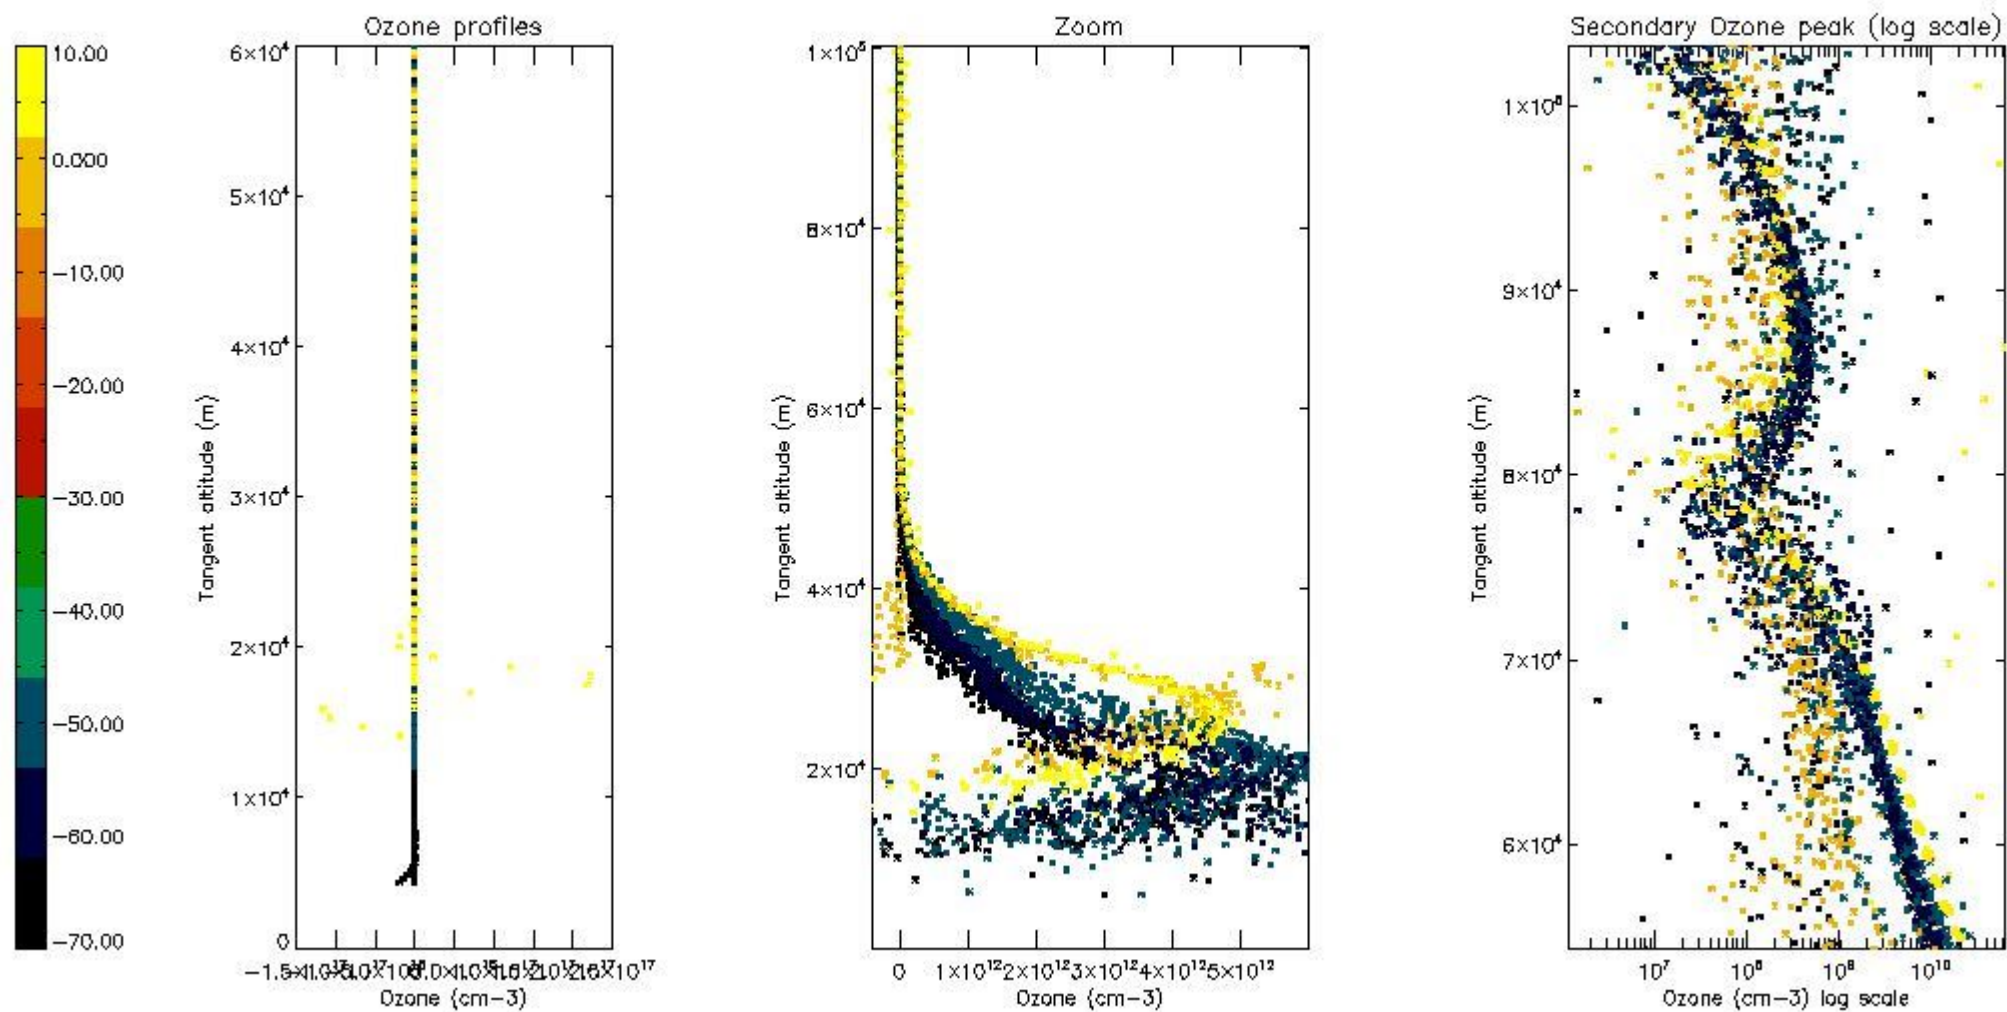 Ozone profiles
Zoom
Secondary Ozone peak (log scale)
10.00
0.000
−10.00
−20.00
−30.00
−40.00
−50.00
−60.00
−70.00
6×10⁴
5×10⁴
4×10⁴
3×10⁴
2×10⁴
1×10⁴
0
Tangent altitude (m)
Ozone (cm−3)
1×10⁵
8×10⁴
6×10⁴
4×10⁴
2×10⁴
Tangent altitude (m)
0 1×10¹² 2×10¹² 3×10¹² 4×10¹² 5×10¹²
Ozone (cm−3)
1×10⁵
9×10⁴
8×10⁴
7×10⁴
6×10⁴
Tangent altitude (m)
10⁷ 10⁸ 10⁹ 10¹⁰
Ozone (cm−3) log scale